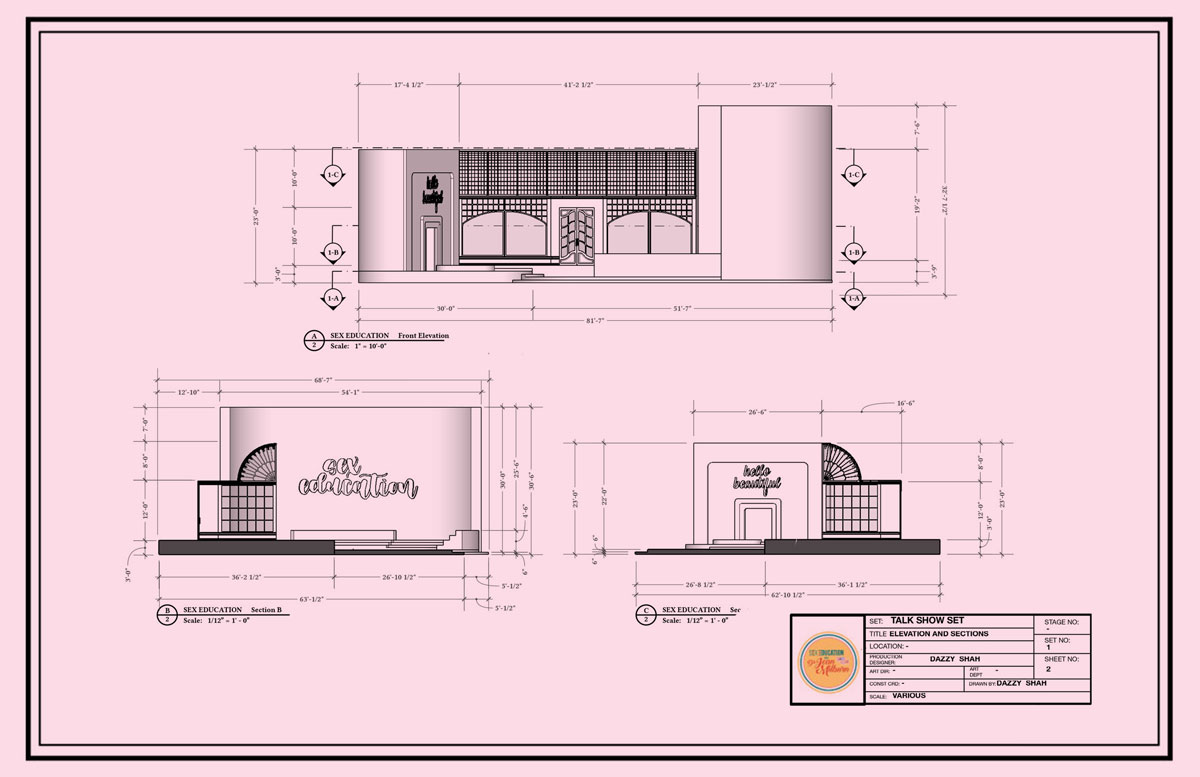 17'-4 1/2"
41'-2 1/2"
23'-1/2"
7'-6"
19'-2"
32'-7 1/2"
3'-9"
23'-0"
10'-0"
10'-0"
3'-0"
1-C
1-C
1-B
1-B
1-A
1-A
hello
beautiful
30'-0"
51'-7"
81'-7"
A
2
SEX EDUCATION Front Elevation
Scale: 1" = 10'-0"
68'-7"
12'-10"
54'-1"
7'-0"
8'-0"
12'-0"
3'-0"
sex
education
30'-0"
25'-6"
4'-6"
30'-6"
6"
36'-2 1/2"
26'-10 1/2"
5'-1/2"
63'-1/2"
5'-1/2"
B
2
SEX EDUCATION Section B
Scale: 1/12" = 1' - 0"
26'-6"
16'-6"
23'-0"
22'-0"
6"
6"
hello
beautiful
8'-0"
12'-0"
3'-0"
23'-0"
26'-8 1/2"
36'-1 1/2"
62'-10 1/2"
C
2
SEX EDUCATION Sec
Scale: 1/12" = 1' - 0"
SET: TALK SHOW SET
STAGE NO:
-
TITLE ELEVATION AND SECTIONS
SET NO:
1
LOCATION: -
PRODUCTION
DESIGNER: DAZZY SHAH
SHEET NO:
2
ART DIR: -
ART
DEPT -
CONST CRD: -
DRAWN BY: DAZZY SHAH
SCALE: VARIOUS
SEX EDUCATION
Jean
Milburn